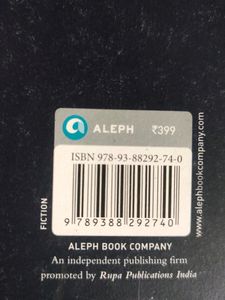 ALEPH ₹399
ISBN 978-93-88292-74-0
9 789388 292740
FICTION
www.alephbookcompany.com
ALEPH BOOK COMPANY
An independent publishing firm
promoted by Rupa Publications India